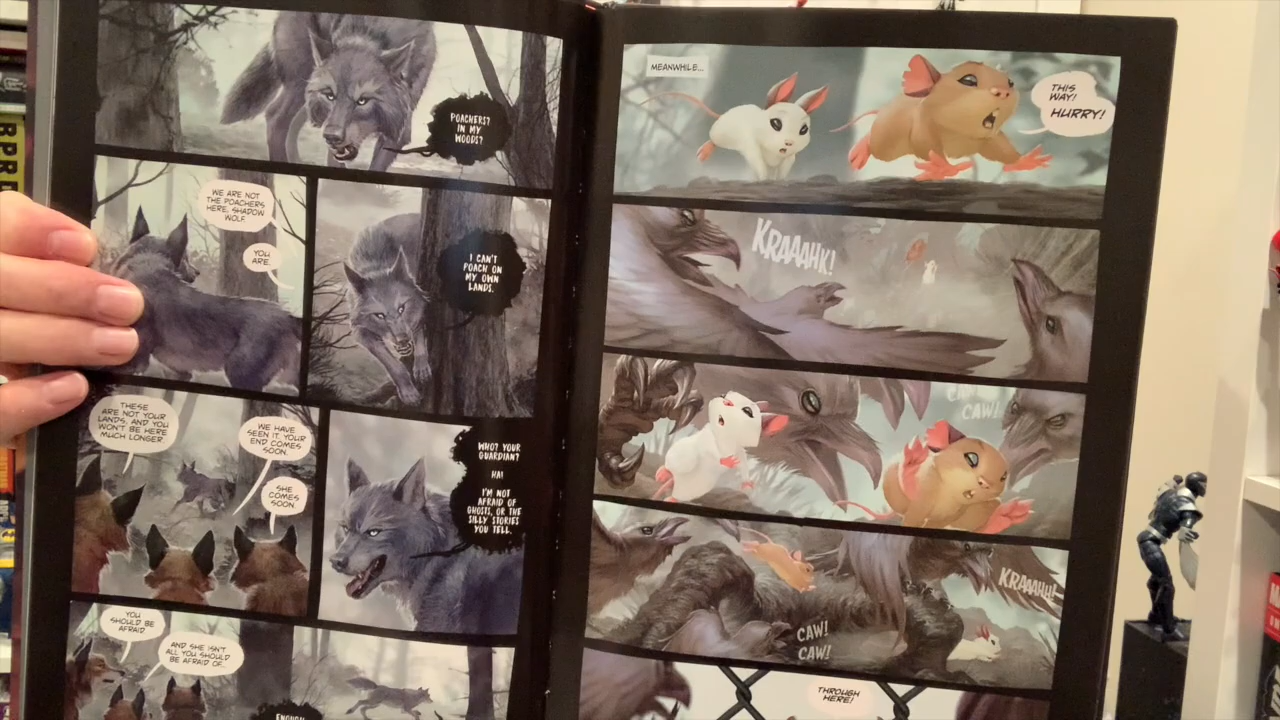 POACHERS?
IN MY
WOODS?
WE ARE NOT
THE POACHERS
HERE, SHADOW
WOLF.
YOU
ARE.
I CAN'T
POACH ON
MY OWN
LANDS.
THESE
ARE NOT YOUR
LANDS, AND YOU
WON'T BE HERE
MUCH LONGER.
WE HAVE
SEEN IT. YOUR
END COMES
SOON.
SHE
COMES
SOON.
WHO? YOUR
GUARDIAN?
HA!
I'M NOT
AFRAID OF
GHOSTS, OR THE
SILLY STORIES
YOU TELL.
YOU
SHOULD BE
AFRAID.
AND SHE ISN'T
ALL YOU SHOULD
BE AFRAID OF...
ENOUGH
MEANWHILE...
THIS
WAY!
HURRY!
KRAAAHK!
CAW!
CAW!
KRAAAHH!
CAW!
CAW!
THROUGH
HERE!